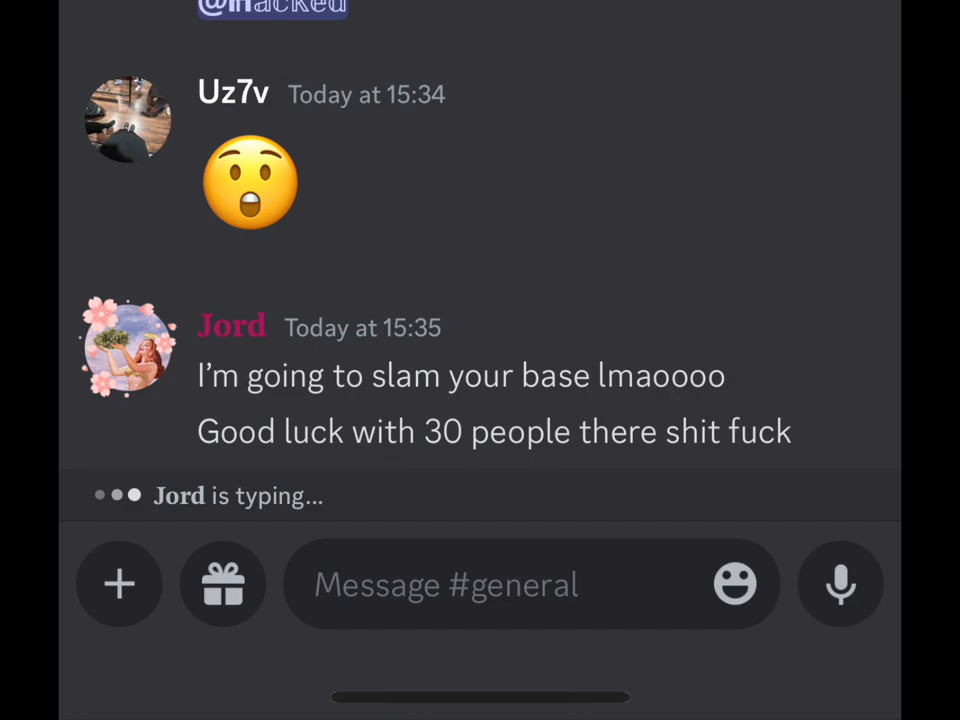 @Hacked
Uz7v Today at 15:34
Jord Today at 15:35
I'm going to slam your base lmaoooo
Good luck with 30 people there shit fuck
Jord is typing...
Message #general